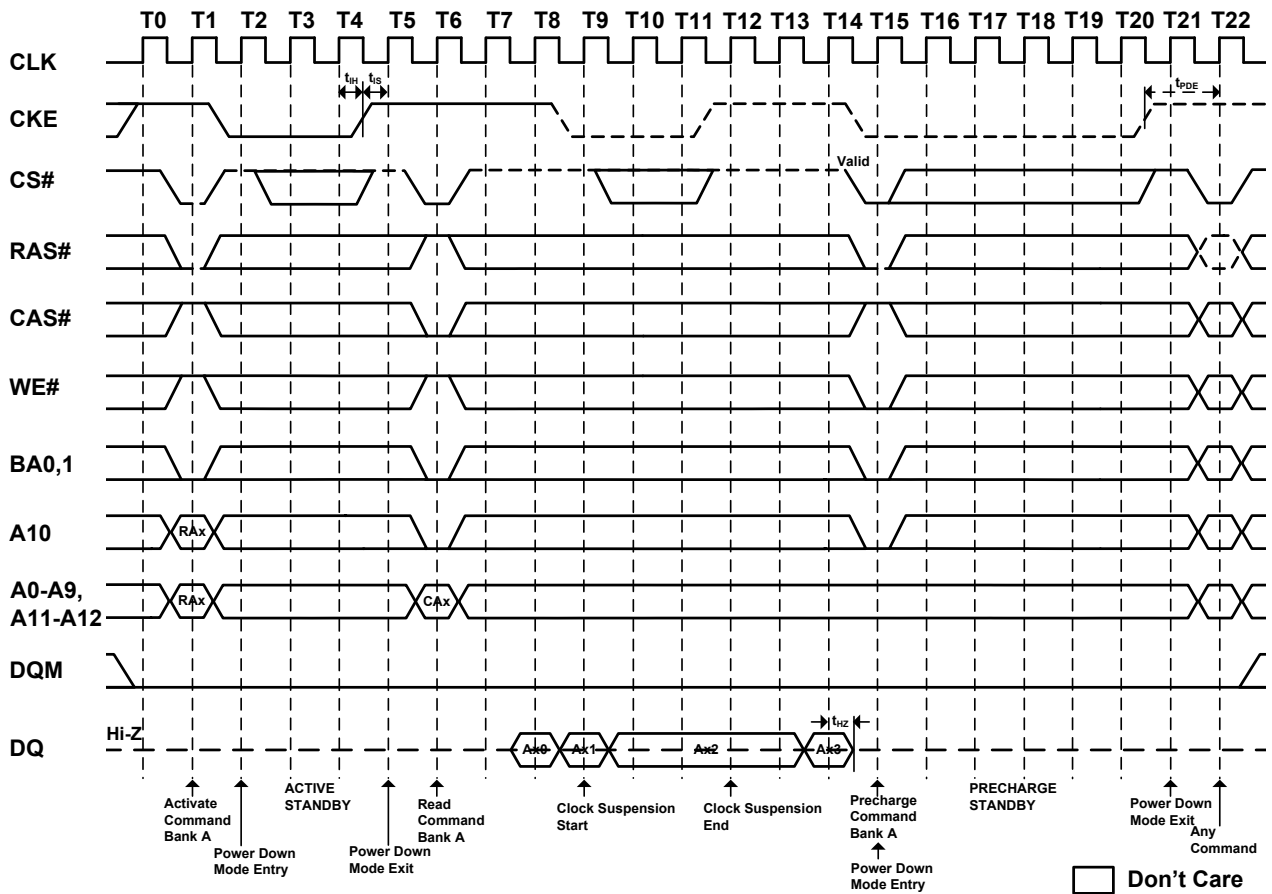 T0 T1 T2 T3 T4 T5 T6 T7 T8 T9 T10 T11 T12 T13 T14 T15 T16 T17 T18 T19 T20 T21 T22
CLK
tIH tIS
tPDE
CKE
Valid
CS#
RAS#
CAS#
WE#
BA0,1
A10
RAx
A0-A9,
A11-A12
RAx CAx
DQM
Hi-Z
tHZ
DQ
Ax0 Ax1 Ax2 Ax3
Activate
Command
Bank A
Power Down
Mode Entry
ACTIVE
STANDBY
Power Down
Mode Exit
Read
Command
Bank A
Clock Suspension
Start
Clock Suspension
End
Precharge
Command
Bank A
Power Down
Mode Entry
PRECHARGE
STANDBY
Power Down
Mode Exit
Any
Command
Don't Care